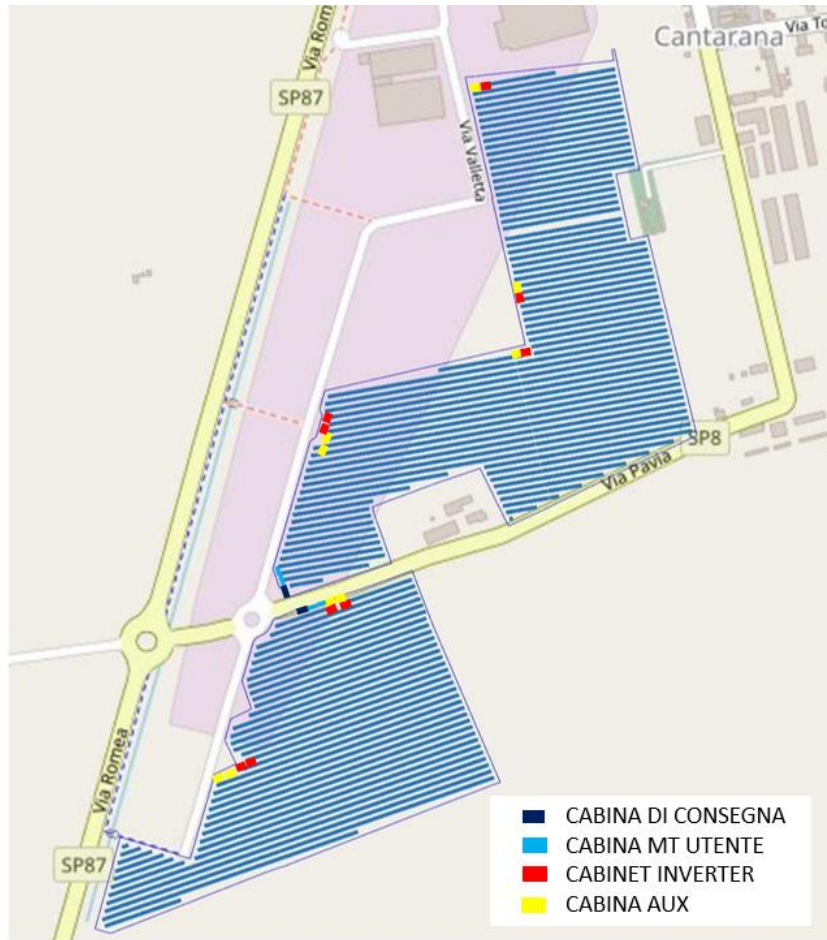 Via Rom
Cantarana
Via To
SP87
Via Valletta
SP8
Via Pavia
Via Romea
SP87
CABINA DI CONSEGNA
CABINA MT UTENTE
CABINET INVERTER
CABINA AUX